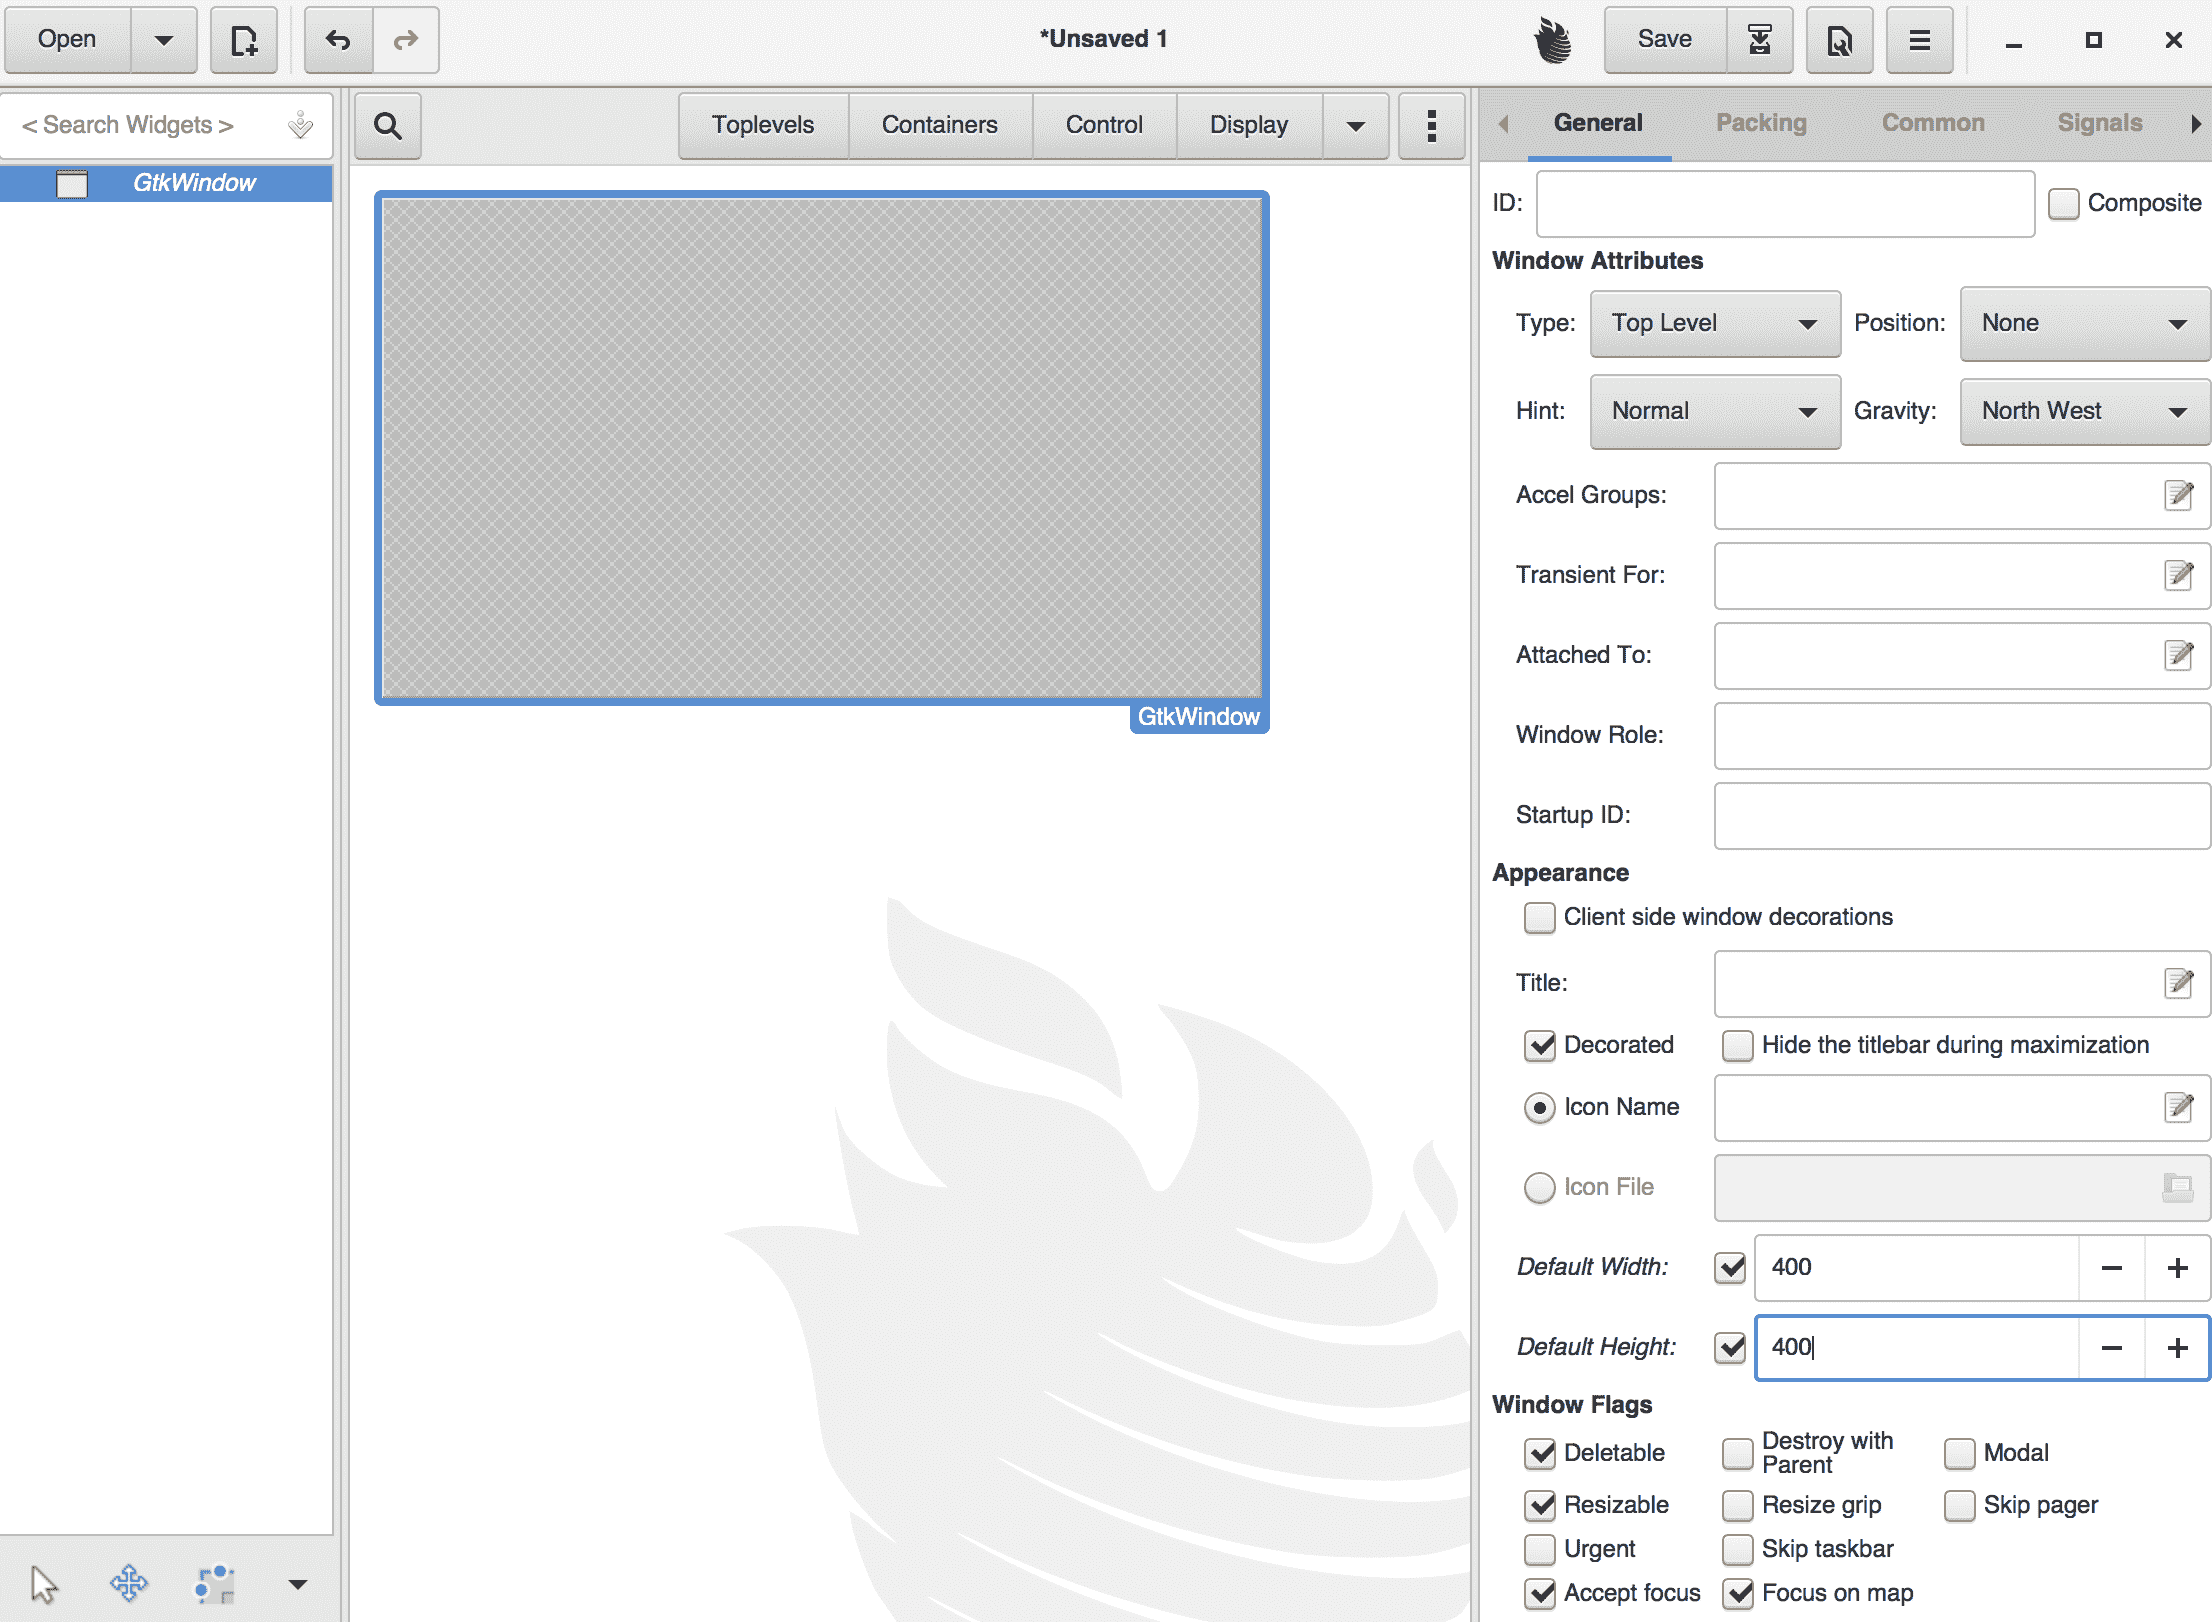 Open
*Unsaved 1
Save
< Search Widgets >
Toplevels Containers Control Display
General Packing Common Signals
GtkWindow
GtkWindow
ID: Composite
Window Attributes
Type: Top Level Position: None
Hint: Normal Gravity: North West
Accel Groups:
Transient For:
Attached To:
Window Role:
Startup ID:
Appearance
Client side window decorations
Title:
Decorated Hide the titlebar during maximization
Icon Name
Icon File
Default Width: 400
Default Height: 400
Window Flags
Deletable Destroy with Parent Modal
Resizable Resize grip Skip pager
Urgent Skip taskbar
Accept focus Focus on map